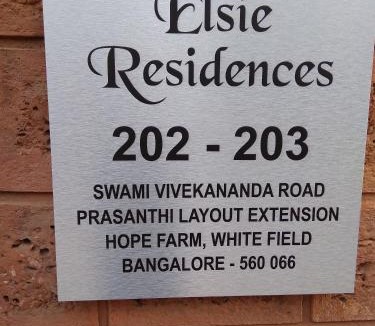 Elsie
Residences
202 - 203
SWAMI VIVEKANANDA ROAD
PRASANTHI LAYOUT EXTENSION
HOPE FARM, WHITE FIELD
BANGALORE - 560 066